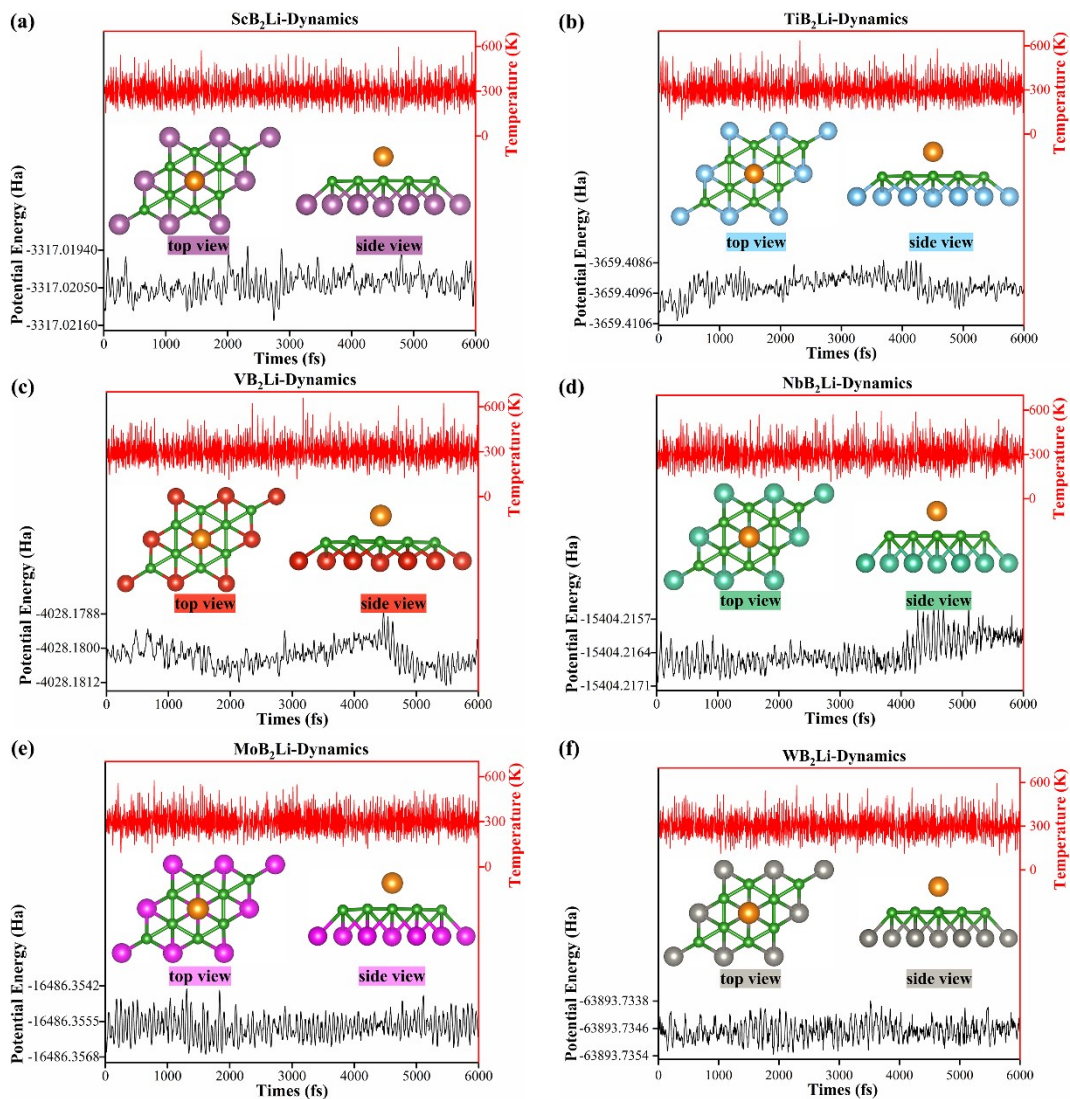 (a)
ScB₂Li-Dynamics
600
300
0
Temperature (K)
Potential Energy (Ha)
-3317.01940
-3317.02050
-3317.02160
top view
side view
0 1000 2000 3000 4000 5000 6000
Times (fs)
(b)
TiB₂Li-Dynamics
600
300
0
Temperature (K)
Potential Energy (Ha)
-3659.4086
-3659.4096
-3659.4106
top view
side view
0 1000 2000 3000 4000 5000 6000
Times (fs)
(c)
VB₂Li-Dynamics
600
300
0
Temperature (K)
Potential Energy (Ha)
-4028.1788
-4028.1800
-4028.1812
top view
side view
0 1000 2000 3000 4000 5000 6000
Times (fs)
(d)
NbB₂Li-Dynamics
600
300
0
Temperature (K)
Potential Energy (Ha)
-15404.2157
-15404.2164
-15404.2171
top view
side view
0 1000 2000 3000 4000 5000 6000
Times (fs)
(e)
MoB₂Li-Dynamics
600
300
0
Temperature (K)
Potential Energy (Ha)
-16486.3542
-16486.3555
-16486.3568
top view
side view
0 1000 2000 3000 4000 5000 6000
Times (fs)
(f)
WB₂Li-Dynamics
600
300
0
Temperature (K)
Potential Energy (Ha)
-63893.7338
-63893.7346
-63893.7354
top view
side view
0 1000 2000 3000 4000 5000 6000
Times (fs)